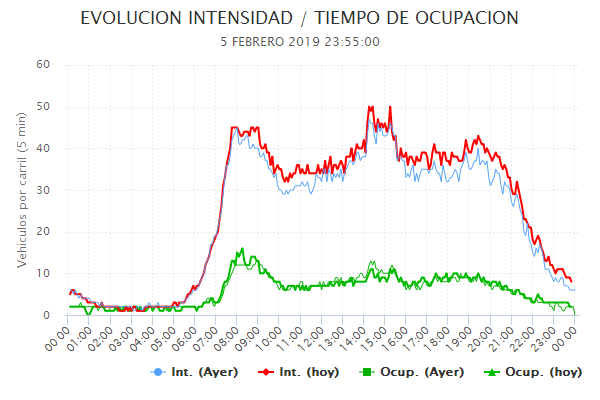 EVOLUCION INTENSIDAD / TIEMPO DE OCUPACION
5 FEBRERO 2019 23:55:00
Vehiculos por carril (5 min)
60
50
40
30
20
10
0
00:00 01:00 02:00 03:00 04:00 05:00 06:00 07:00 08:00 09:00 10:00 11:00 12:00 13:00 14:00 15:00 16:00 17:00 18:00 19:00 20:00 21:00 22:00 23:00 00:00
Int. (Ayer) Int. (hoy) Ocup. (Ayer) Ocup. (hoy)